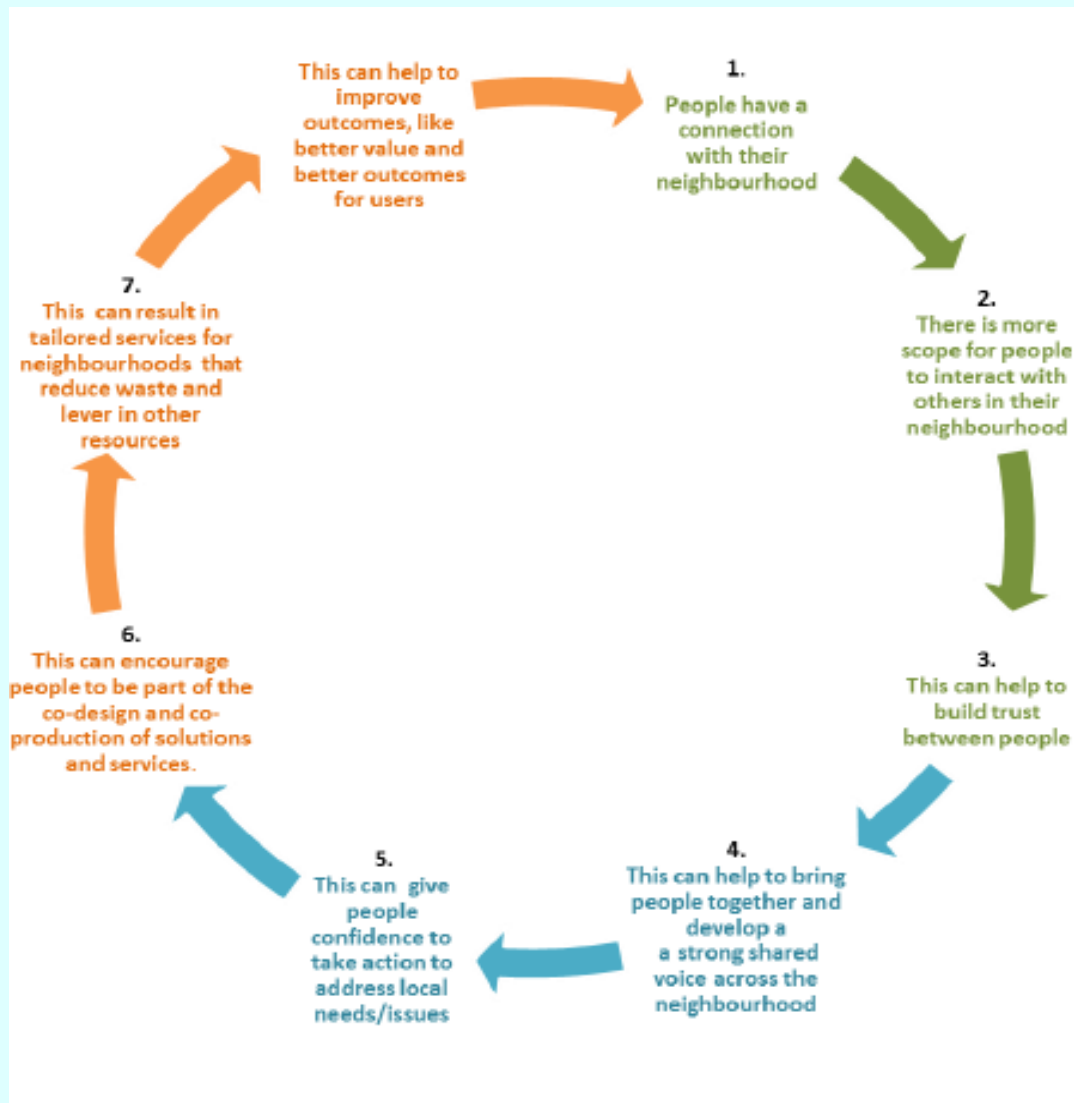 1.
People have a
connection
with their
neighbourhood
2.
There is more
scope for people
to interact with
others in their
neighbourhood
3.
This can help to
build trust
between people
4.
This can help to bring
people together and
develop a
a strong shared
voice across the
neighbourhood
5.
This can give
people
confidence to
take action to
address local
needs/issues
6.
This can encourage
people to be part of the
co-design and co-
production of solutions
and services.
7.
This can result in
tailored services for
neighbourhoods that
reduce waste and
lever in other
resources
This can help to
improve
outcomes, like
better value and
better outcomes
for users